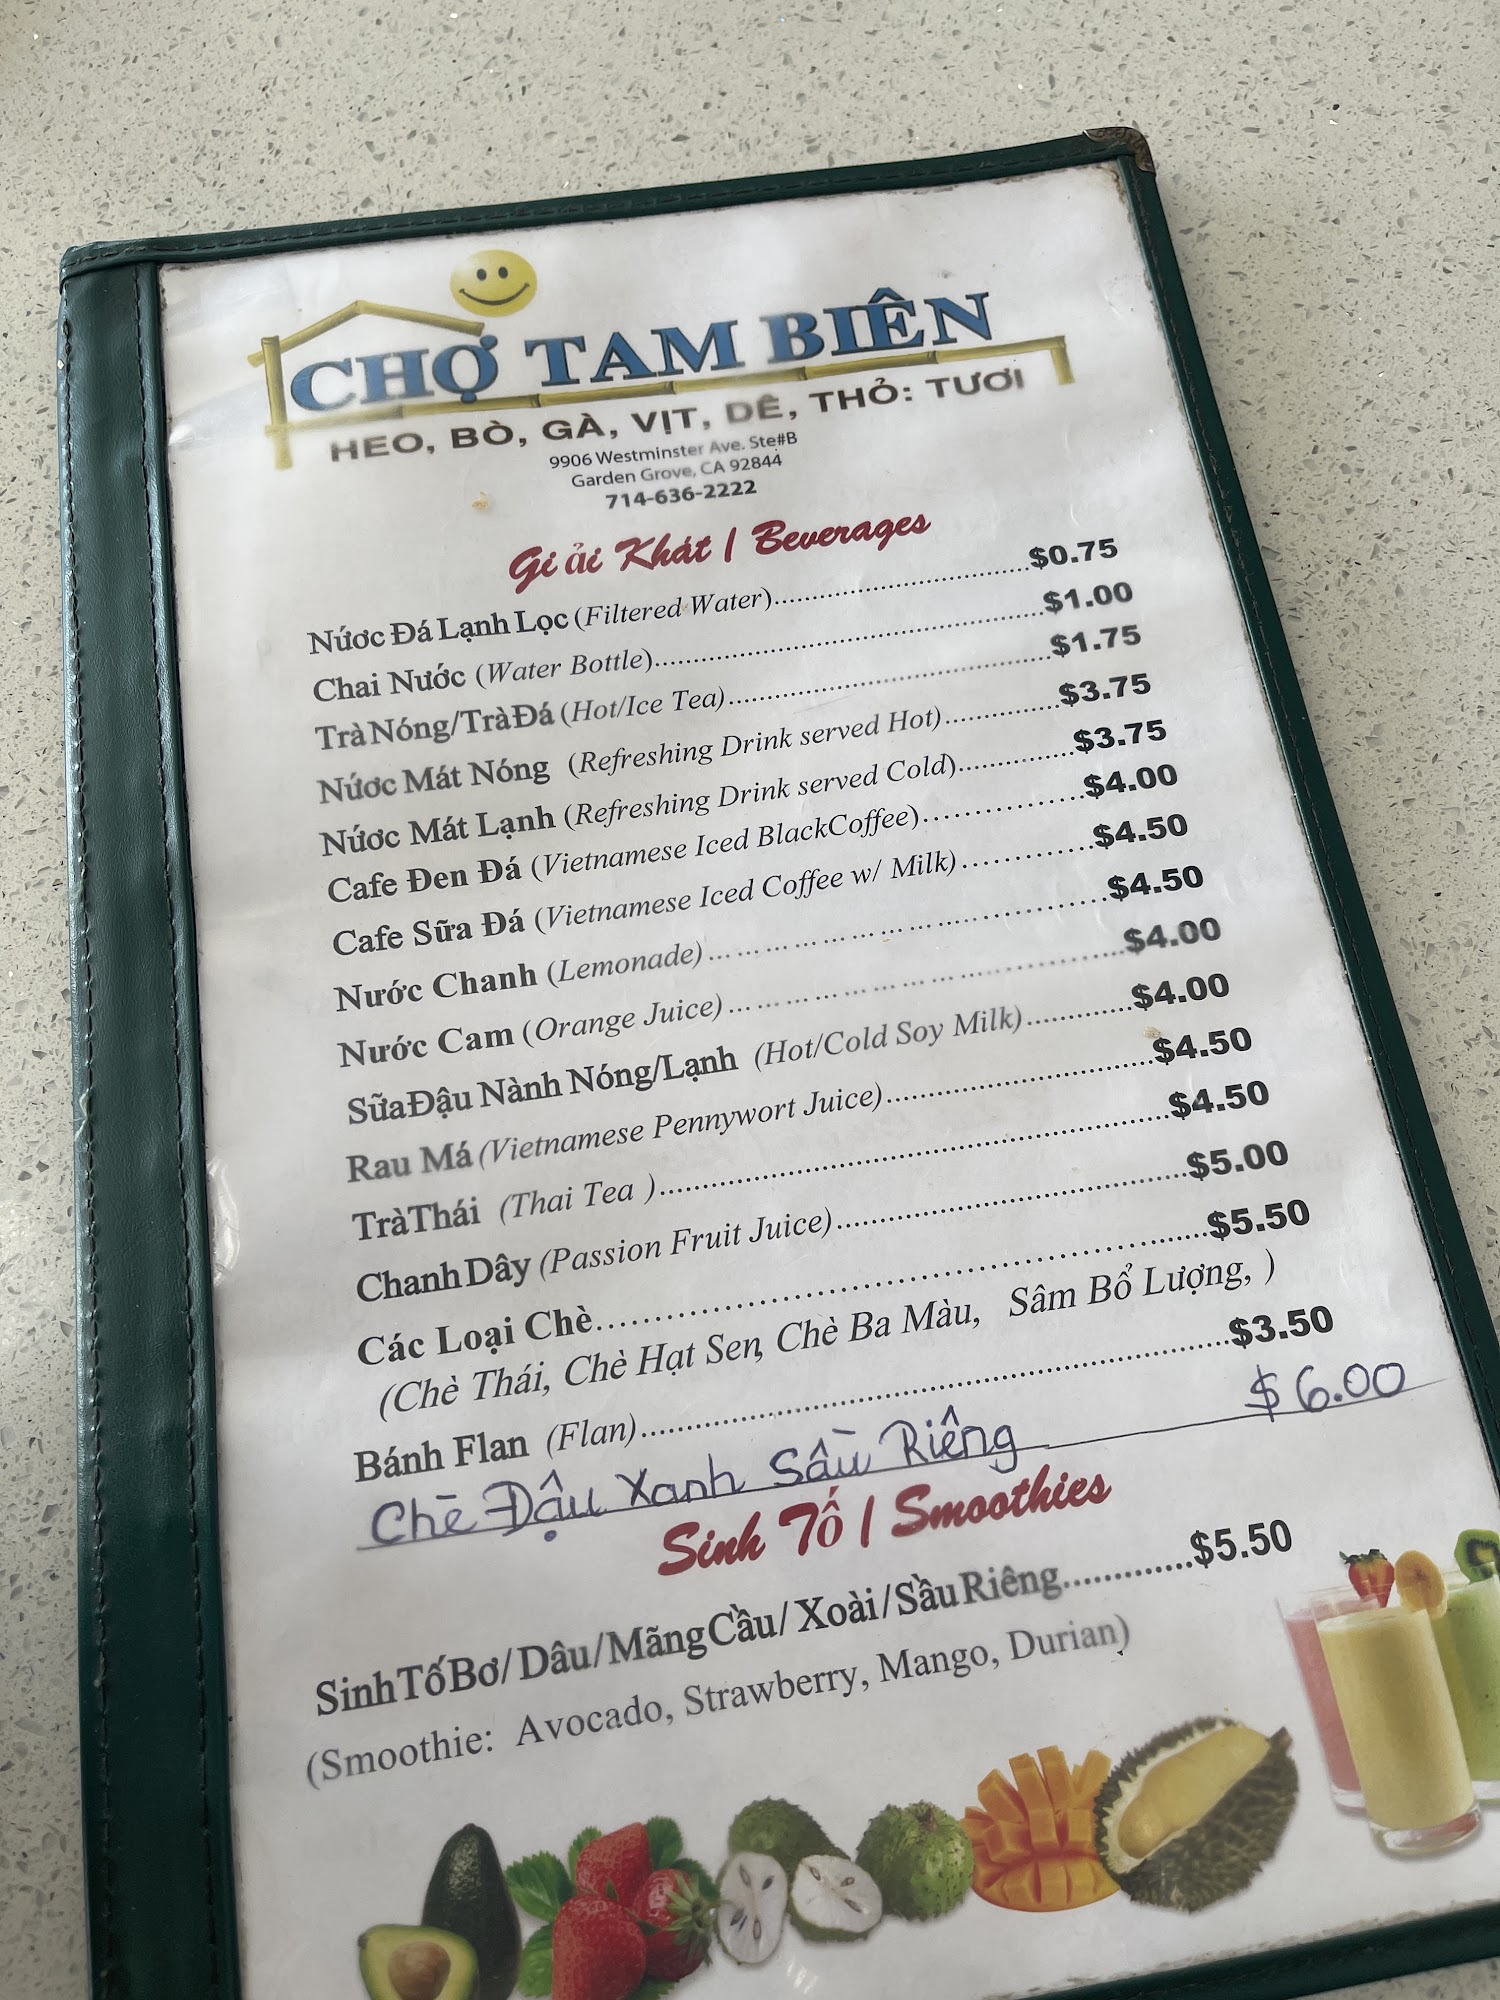 CHỢ TAM BIÊN
HEO, BÒ, GÀ, VỊT, DÊ, THỎ: TƯƠI
9906 Westminster Ave. Ste#B
Garden Grove, CA 92844
714-636-2222
Giải Khát / Beverages
Nứơc Đá Lạnh Lọc (Filtered Water)..............................$0.75
Chai Nước (Water Bottle)..............................$1.00
Trà Nóng/Trà Đá (Hot/Ice Tea)..............................$1.75
Nứơc Mát Nóng (Refreshing Drink served Hot)..............$3.75
Nứơc Mát Lạnh (Refreshing Drink served Cold)..............$3.75
Cafe Đen Đá (Vietnamese Iced BlackCoffee)..............$4.00
Cafe Sữa Đá (Vietnamese Iced Coffee w/ Milk)..............$4.50
Nước Chanh (Lemonade)..............................$4.50
Nước Cam (Orange Juice)..............................$4.00
Sữa Đậu Nành Nóng/Lạnh (Hot/Cold Soy Milk)..............$4.00
Rau Má (Vietnamese Pennywort Juice)..............................$4.50
Trà Thái (Thai Tea )..............................$4.50
Chanh Dây (Passion Fruit Juice)..............................$5.00
Các Loại Chè..............................$5.50
(Chè Thái, Chè Hạt Sen, Chè Ba Màu, Sâm Bổ Lượng, )
Bánh Flan (Flan)..............................$3.50
Chè Đậu Xanh Sầu Riêng $6.00
Sinh Tố / Smoothies
Sinh Tố Bơ/ Dâu/ Mãng Cầu/ Xoài/ Sầu Riêng.............$5.50
(Smoothie: Avocado, Strawberry, Mango, Durian)